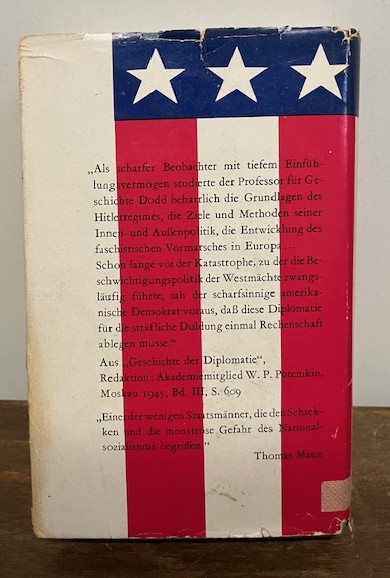 „Als scharfer Beobachter mit tiefem Einfüh-
lungsvermögen studierte der Professor für Ge-
schichte Dodd beharrlich die Grundlagen des
Hitlerregimes, die Ziele und Methoden seiner
Innen- und Außenpolitik, die Entwicklung des
faschistischen Vormarsches in Europa...
Schon lange vor der Katastrophe, zu der die Be-
schwichtigungspolitik der Westmächte zwangs-
läufig führte, sah der scharfsinnige amerika-
nische Demokrat voraus, daß diese Diplomatie
für die sträfliche Duldung einmal Rechenschaft
ablegen müsse.“
Aus „Geschichte der Diplomatie“,
Redaktion: Akademiemitglied W. P. Potemkin,
Moskau 1945, Bd. III, S. 609
„Einer der wenigen Staatsmänner, die den Schrek-
ken und die monströse Gefahr des National-
sozialismus begriffen.“
Thomas Mann